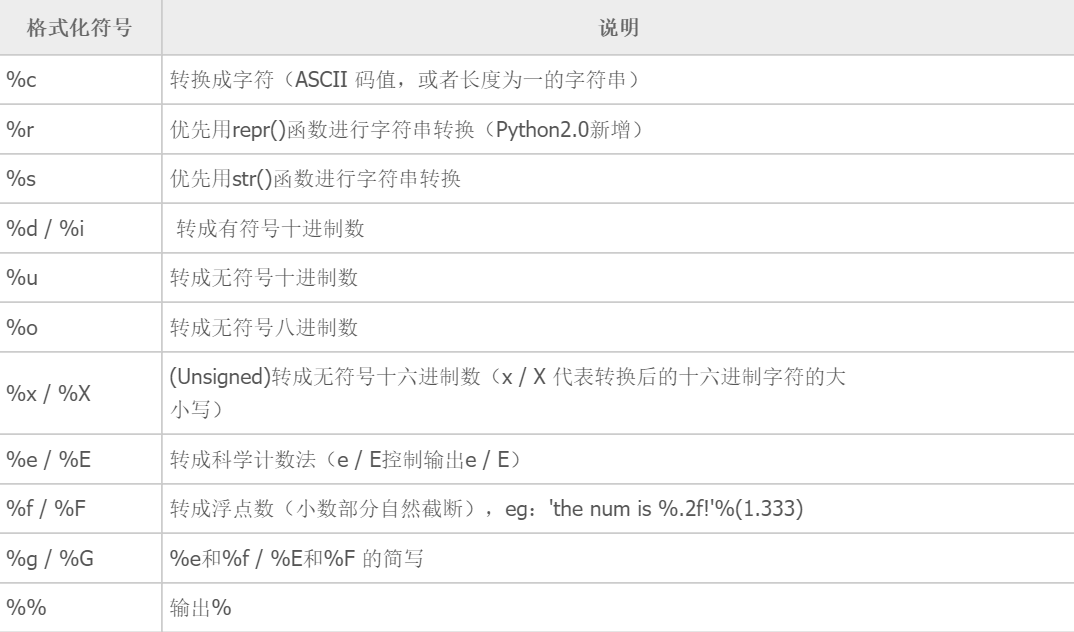 格式化符号 说明
%c 转换成字符（ASCII 码值，或者长度为一的字符串）
%r 优先用repr()函数进行字符串转换（Python2.0新增）
%s 优先用str()函数进行字符串转换
%d / %i 转成有符号十进制数
%u 转成无符号十进制数
%o 转成无符号八进制数
%x / %X (Unsigned)转成无符号十六进制数（x / X 代表转换后的十六进制字符的大
小写）
%e / %E 转成科学计数法（e / E控制输出e / E）
%f / %F 转成浮点数（小数部分自然截断），eg：'the num is %.2f!'%(1.333)
%g / %G %e和%f / %E和%F 的简写
%% 输出%